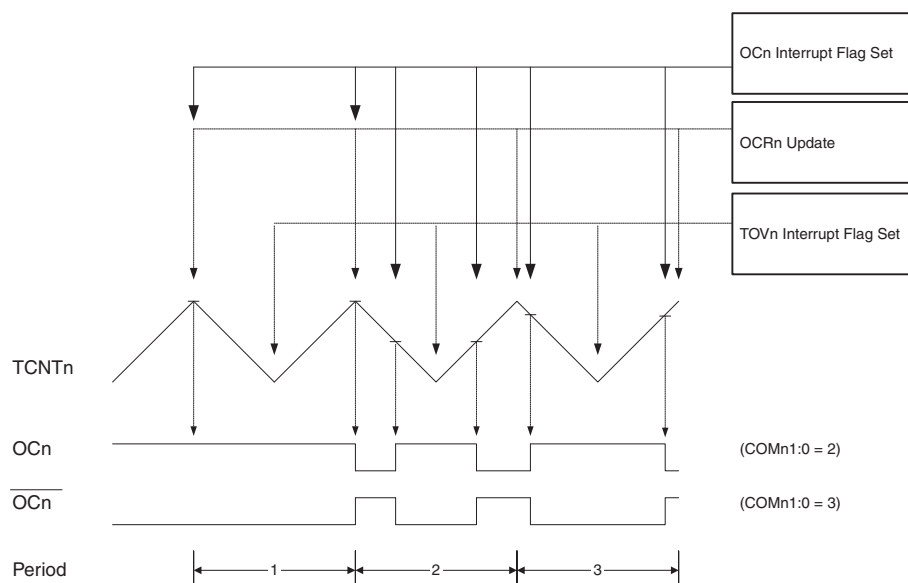 OCn Interrupt Flag Set
OCRn Update
TOVn Interrupt Flag Set
TCNTn
OCn
(COMn1:0 = 2)
OCn
(COMn1:0 = 3)
Period
1
2
3